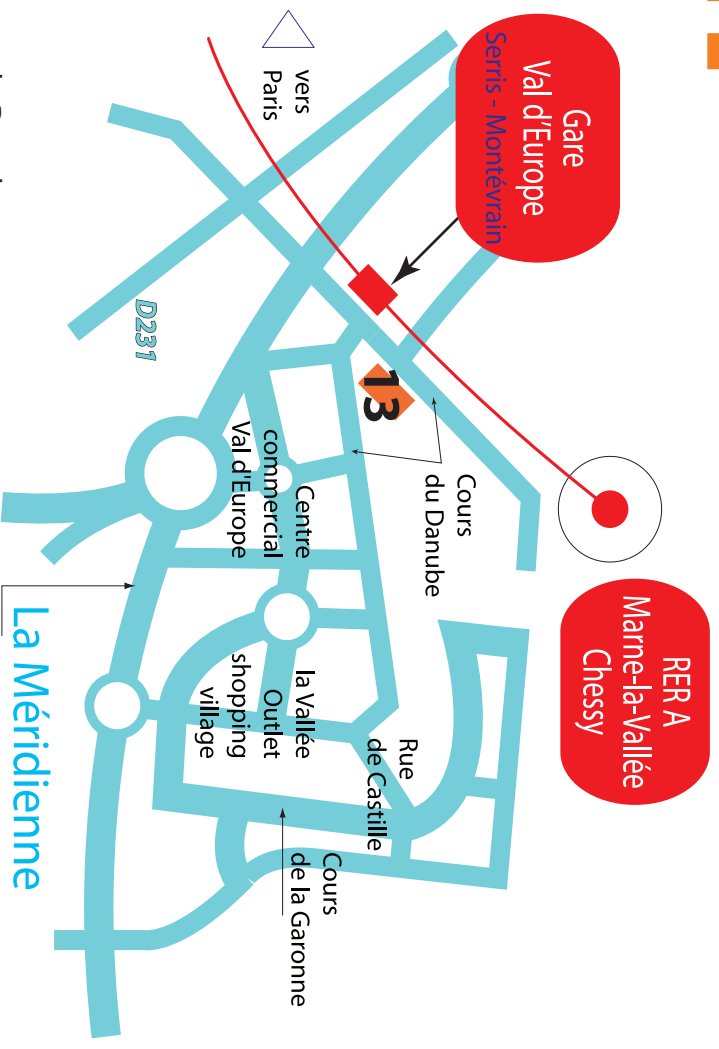 Gare
Val d'Europe
Serris - Montévrain
vers
Paris
RER A
Marne-la-Vallée
Chessy
D231
13
Cours
du Danube
Centre
commercial
Val d'Europe
la Vallée
Outlet
shopping
village
Rue
de Castille
Cours
de la Garonne
La Méridienne